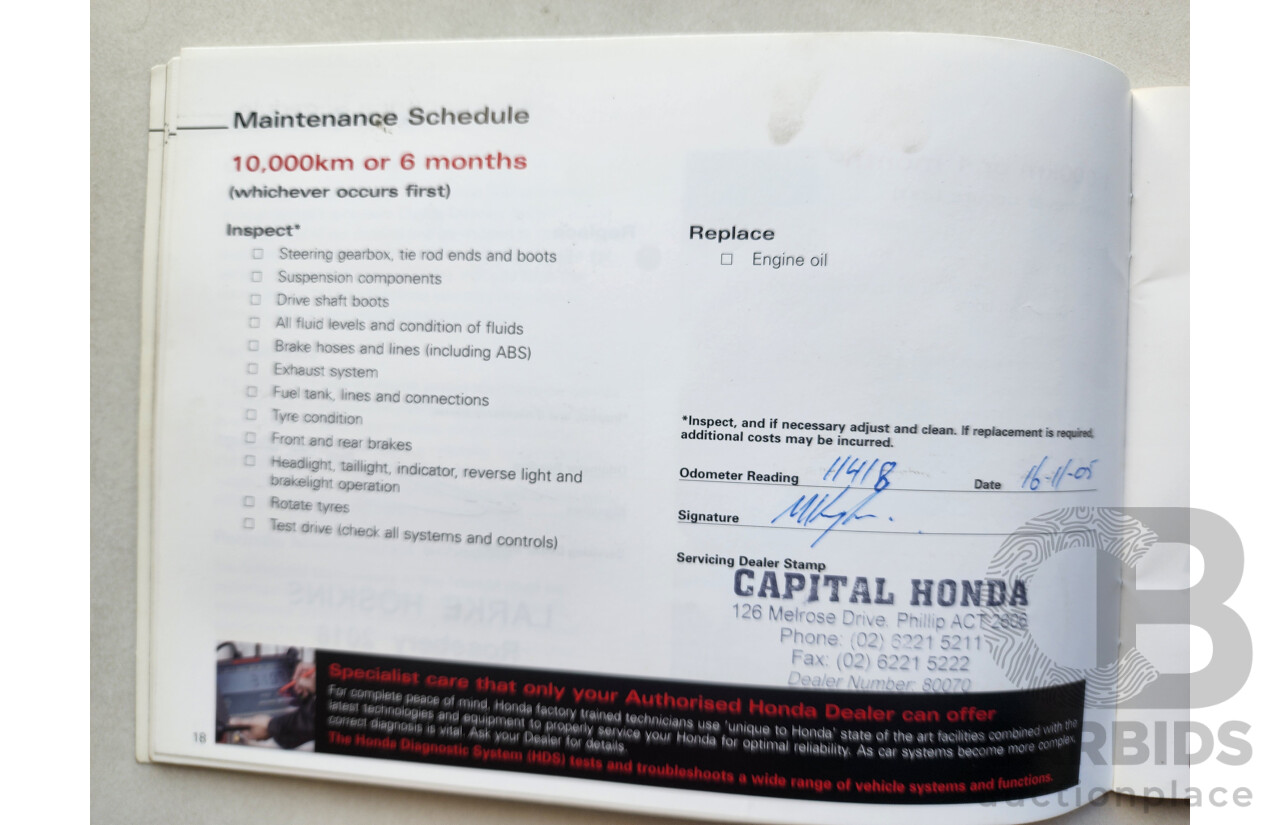 Maintenance Schedule
10,000km or 6 months
(whichever occurs first)
Inspect*
Steering gearbox, tie rod ends and boots
Suspension components
Drive shaft boots
All fluid levels and condition of fluids
Brake hoses and lines (including ABS)
Exhaust system
Fuel tank, lines and connections
Tyre condition
Front and rear brakes
Headlight, taillight, indicator, reverse light and
brakelight operation
Rotate tyres
Test drive (check all systems and controls)
Replace
Engine oil
*Inspect, and if necessary adjust and clean. If replacement is required,
additional costs may be incurred.
Odometer Reading 11418 Date 16-11-05
Signature
Servicing Dealer Stamp
CAPITAL HONDA
126 Melrose Drive. Phillip ACT 2606
Phone: (02) 6221 5211
Fax: (02) 6221 5222
Dealer Number: 80070
Specialist care that only your Authorised Honda Dealer can offer
For complete peace of mind, Honda factory trained technicians use 'unique to Honda' state of the art facilities combined with the
latest technologies and equipment to properly service your Honda for optimal reliability. As car systems become more complex,
correct diagnosis is vital. Ask your Dealer for details.
The Honda Diagnostic System (HDS) tests and troubleshoots a wide range of vehicle systems and functions.
18
LARKE HOSKINS
RBIDS
auctionplace